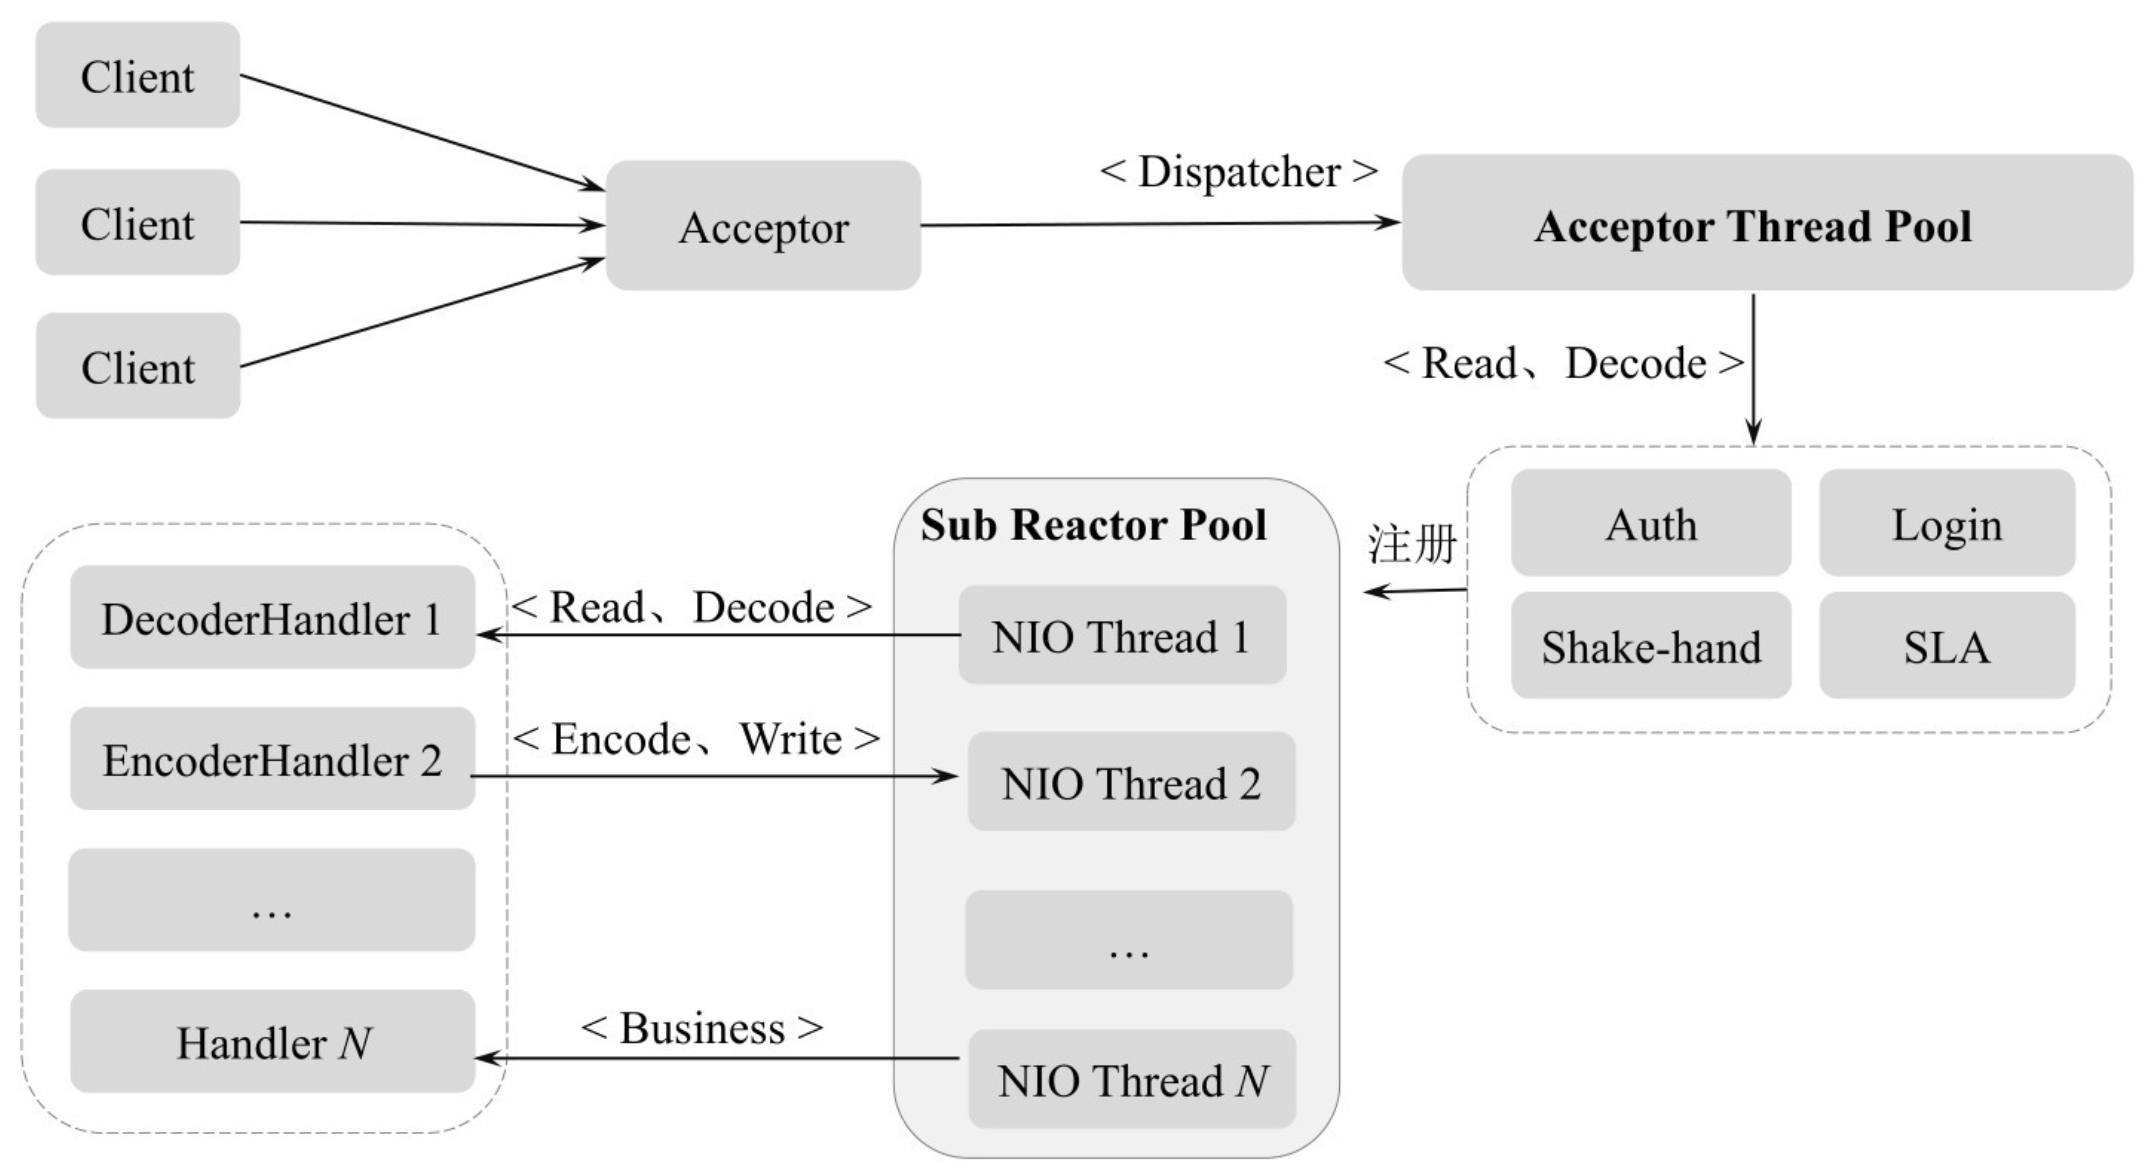 Client
Client
Client
Acceptor
< Dispatcher >
Acceptor Thread Pool
< Read、Decode >
Auth
Login
Shake-hand
SLA
注册
Sub Reactor Pool
NIO Thread 1
NIO Thread 2
…
NIO Thread N
< Read、Decode >
< Encode、Write >
< Business >
DecoderHandler 1
EncoderHandler 2
…
Handler N